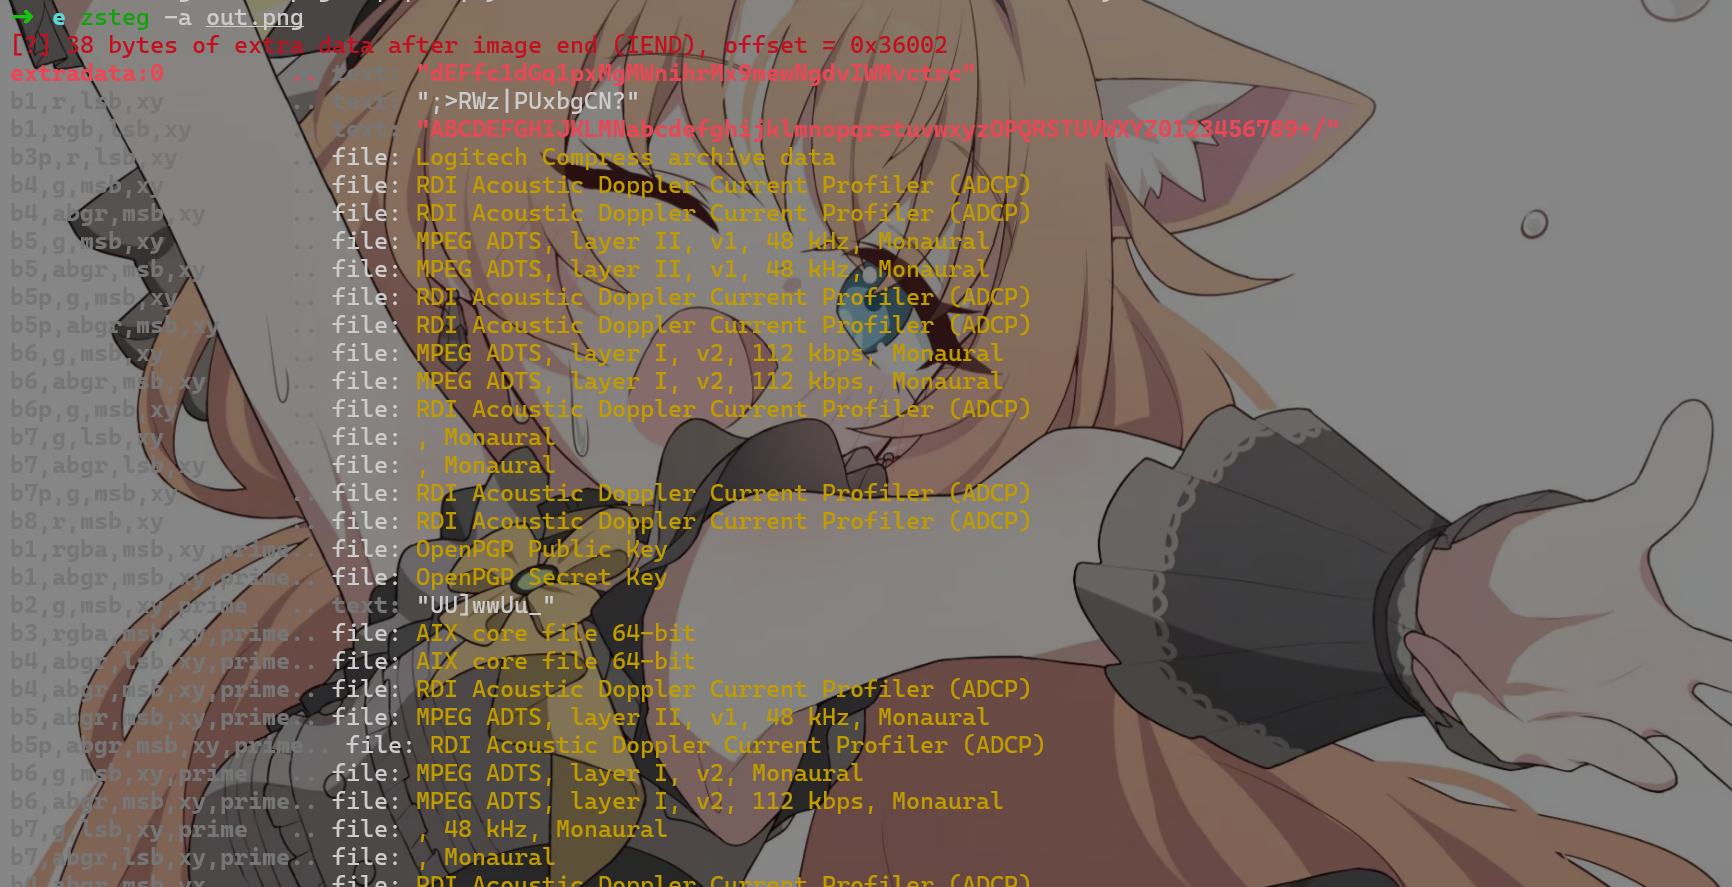 → e zsteg -a out.png
[?] 38 bytes of extra data after image end (IEND), offset = 0x36002
extradata:0 .. text: "dEFfc1dGq1pxMgMWnihrMx9mewNgdvIWMvctrc"
b1,r,lsb,xy .. text: ";>RWz|PUxbgCN?"
b1,rgb,lsb,xy .. text: "ABCDEFGHIJKLMNabcdefghijklmnopqrstuvwxyzOPQRSTUVWXYZ0123456789+/"
b3p,r,lsb,xy .. file: Logitech Compress archive data
b4,g,msb,xy .. file: RDI Acoustic Doppler Current Profiler (ADCP)
b4,abgr,msb,xy .. file: RDI Acoustic Doppler Current Profiler (ADCP)
b5,g,msb,xy .. file: MPEG ADTS, layer II, v1, 48 kHz, Monaural
b5,abgr,msb,xy .. file: MPEG ADTS, layer II, v1, 48 kHz, Monaural
b5p,g,msb,xy .. file: RDI Acoustic Doppler Current Profiler (ADCP)
b5p,abgr,msb,xy .. file: RDI Acoustic Doppler Current Profiler (ADCP)
b6,g,msb,xy .. file: MPEG ADTS, layer I, v2, 112 kbps, Monaural
b6,abgr,msb,xy .. file: MPEG ADTS, layer I, v2, 112 kbps, Monaural
b6p,g,msb,xy .. file: RDI Acoustic Doppler Current Profiler (ADCP)
b7,g,lsb,xy .. file: , Monaural
b7,abgr,lsb,xy .. file: , Monaural
b7p,g,msb,xy .. file: RDI Acoustic Doppler Current Profiler (ADCP)
b8,r,msb,xy .. file: RDI Acoustic Doppler Current Profiler (ADCP)
b1,rgba,msb,xy,prime.. file: OpenPGP Public Key
b1,abgr,msb,xy,prime.. file: OpenPGP Secret Key
b2,g,msb,xy,prime .. text: "UU]wwUu_"
b3,rgba,msb,xy,prime.. file: AIX core file 64-bit
b4,abgr,lsb,xy,prime.. file: AIX core file 64-bit
b4,abgr,msb,xy,prime.. file: RDI Acoustic Doppler Current Profiler (ADCP)
b5,abgr,msb,xy,prime.. file: MPEG ADTS, layer II, v1, 48 kHz, Monaural
b5p,abgr,msb,xy,prime.. file: RDI Acoustic Doppler Current Profiler (ADCP)
b6,g,msb,xy,prime .. file: MPEG ADTS, layer I, v2, Monaural
b6,abgr,msb,xy,prime.. file: MPEG ADTS, layer I, v2, 112 kbps, Monaural
b7,g,lsb,xy,prime .. file: , 48 kHz, Monaural
b7,abgr,lsb,xy,prime.. file: , Monaural
b4,abgr,msb,yx .. file: RDI Acoustic Doppler Current Profiler (ADCP)